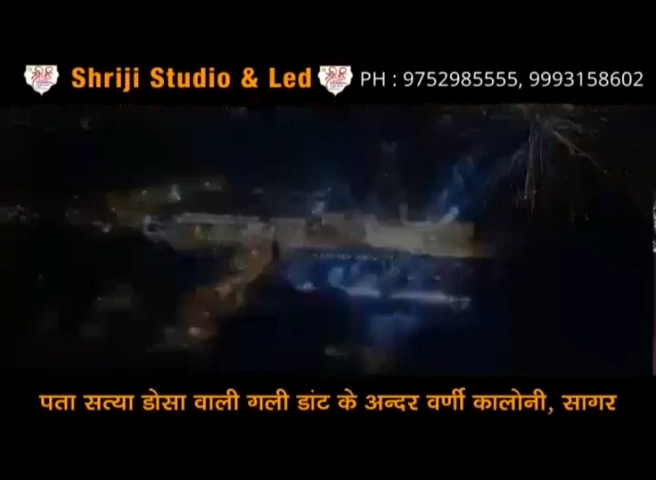 Shriji Studio & Led PH : 9752985555, 9993158602
पता सत्या डोसा वाली गली डांट के अन्दर वर्णी कालोनी, सागर